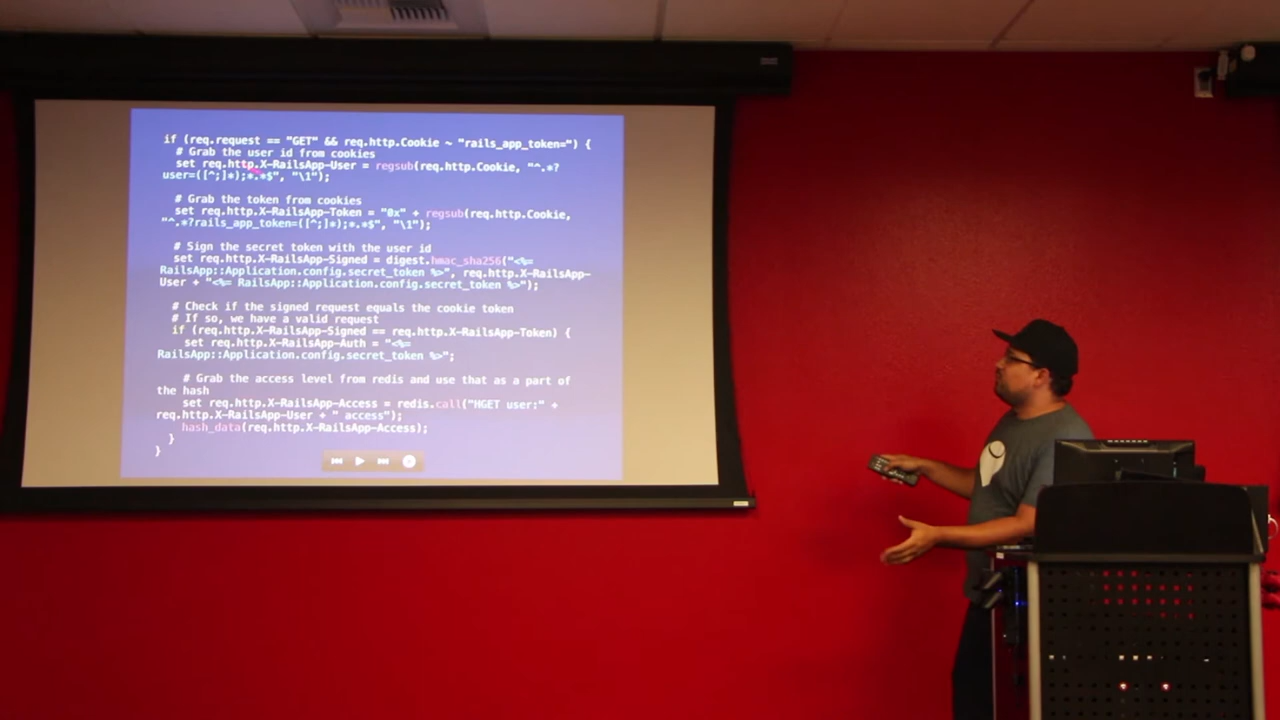 if (req.request == "GET" && req.http.Cookie ~ "rails_app_token=") {
# Grab the user id from cookies
set req.http.X-RailsApp-User = regsub(req.http.Cookie, "^.*?
user=([^;]*);*.*$", "\1");
# Grab the token from cookies
set req.http.X-RailsApp-Token = "0x" + regsub(req.http.Cookie,
"^.*?rails_app_token=([^;]*);*.*$", "\1");
# Sign the secret token with the user id
set req.http.X-RailsApp-Signed = digest.hmac_sha256("<%=
RailsApp::Application.config.secret_token %>", req.http.X-RailsApp-
User + "<%= RailsApp::Application.config.secret_token %>");
# Check if the signed request equals the cookie token
# If so, we have a valid request
if (req.http.X-RailsApp-Signed == req.http.X-RailsApp-Token) {
set req.http.X-RailsApp-Auth = "<%=
RailsApp::Application.config.secret_token %>";
# Grab the access level from redis and use that as a part of
the hash
set req.http.X-RailsApp-Access = redis.call("HGET user:" +
req.http.X-RailsApp-User + " access");
hash_data(req.http.X-RailsApp-Access);
}
}